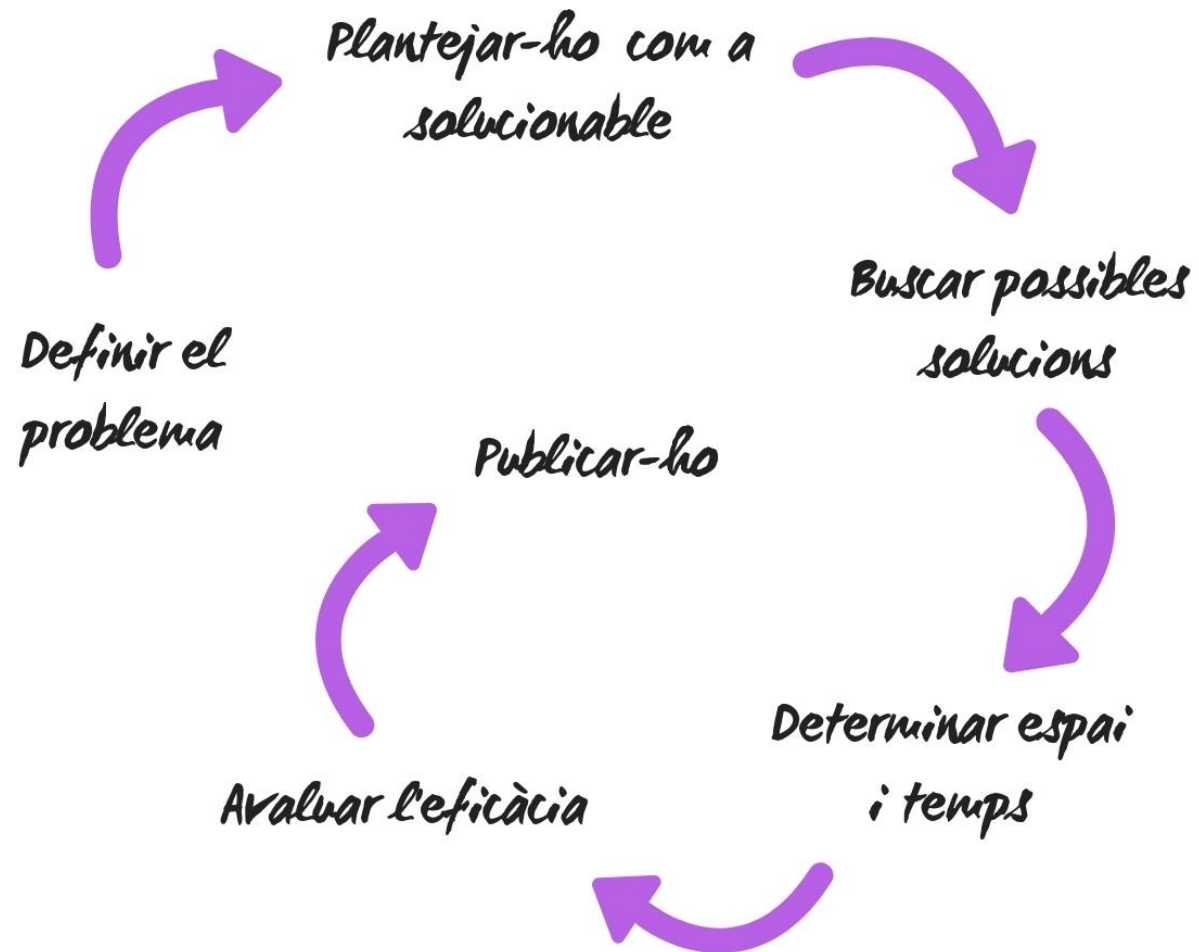 Plantejar-ho com a
solucionable
Buscar possibles
solucions
Definir el
problema
Publicar-ho
Determinar espai
i temps
Avaluar l'eficàcia